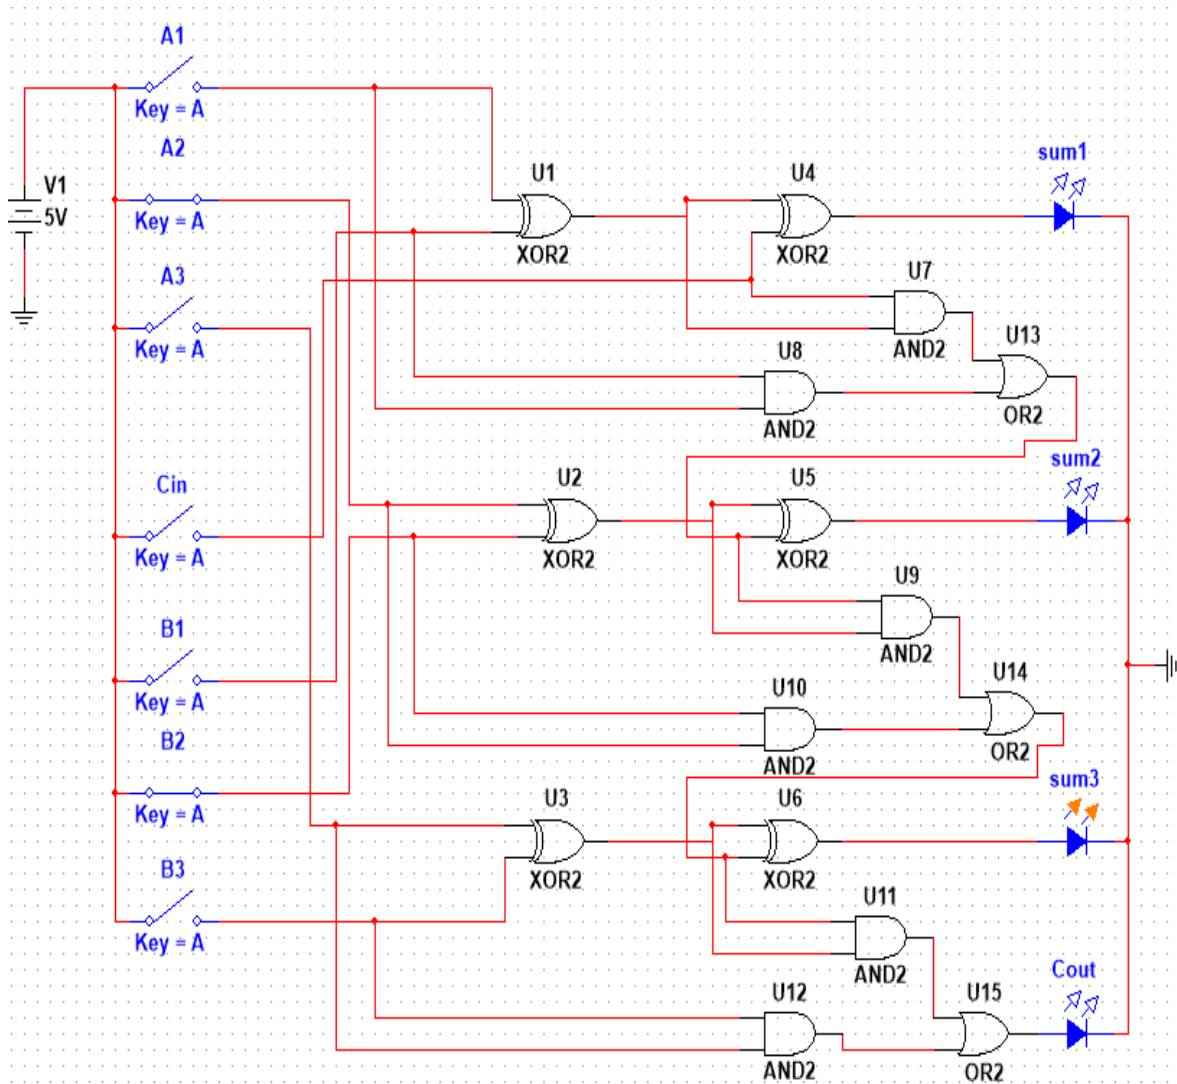 A1
Key = A
A2
Key = A
V1
5V
A3
Key = A
Cin
Key = A
B1
Key = A
B2
Key = A
B3
Key = A
U1
XOR2
U4
XOR2
sum1
U7
AND2
U8
AND2
U13
OR2
U2
XOR2
U5
XOR2
sum2
U9
AND2
U10
AND2
U14
OR2
U3
XOR2
U6
XOR2
sum3
U11
AND2
U12
AND2
U15
OR2
Cout